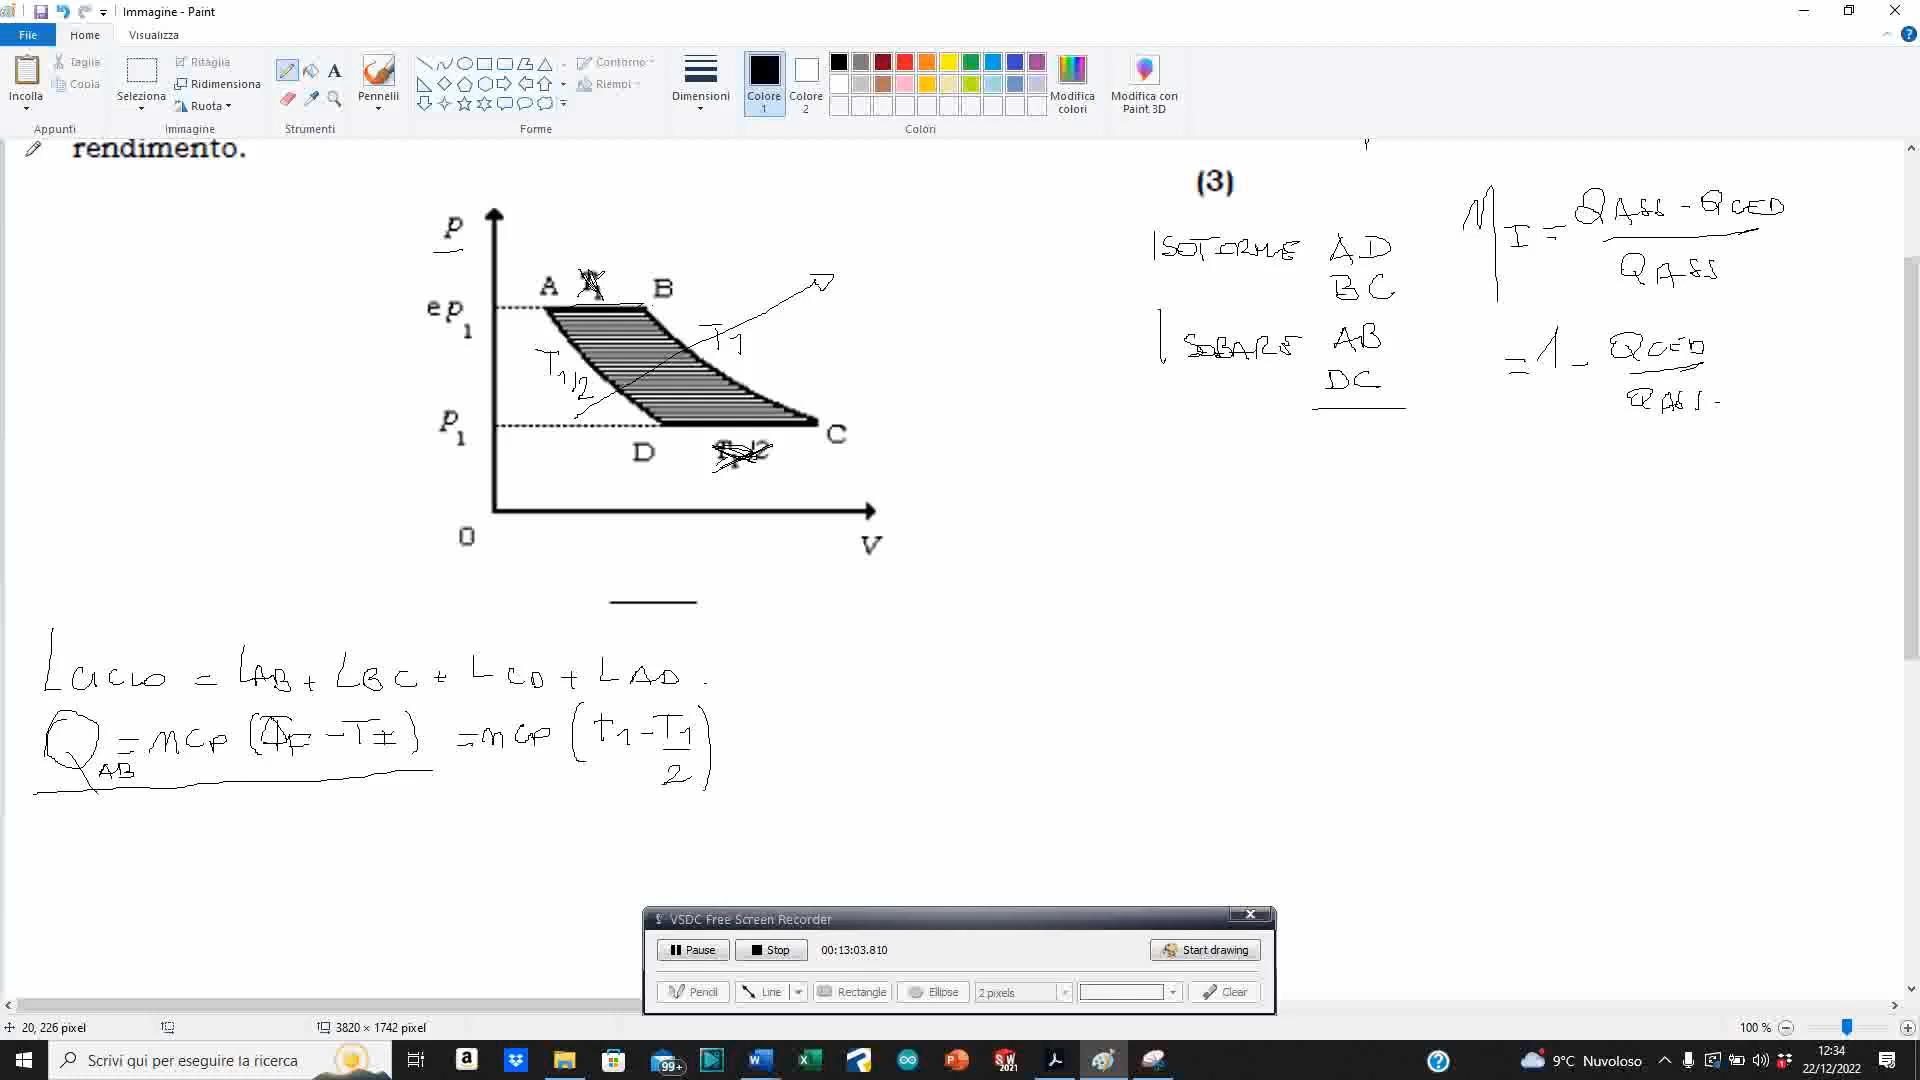 Immagine - Paint
File Home Visualizza
Incolla Taglia Copia Appunti
Seleziona Ritaglia Ridimensiona Ruota Immagine
A Pennelli Strumenti
Contorno Riempi Forme
Dimensioni
Colore 1 Colore 2 Modifica colori Modifica con Paint 3D Colori
rendimento.
(3)
p
A B
e p1
T1
T1/2
p1
D C
0 V
ISOTERME AD
BC
ISOBARE AB
DC
η I = QASS - QCED
QASS
= 1 - QCED
QASS.
LCICLO = LAB + LBC + LCD + LAD.
QAB = nCP (TF - TI) = nCP (T1 - T1/2)
VSDC Free Screen Recorder
Pause Stop 00:13:03.810 Start drawing
Pencil Line Rectangle Ellipse 2 pixels Clear
20, 226 pixel 3820 × 1742 pixel 100 %
Scrivi qui per eseguire la ricerca
99+
SW 2021
9°C Nuvoloso
12:34
22/12/2022